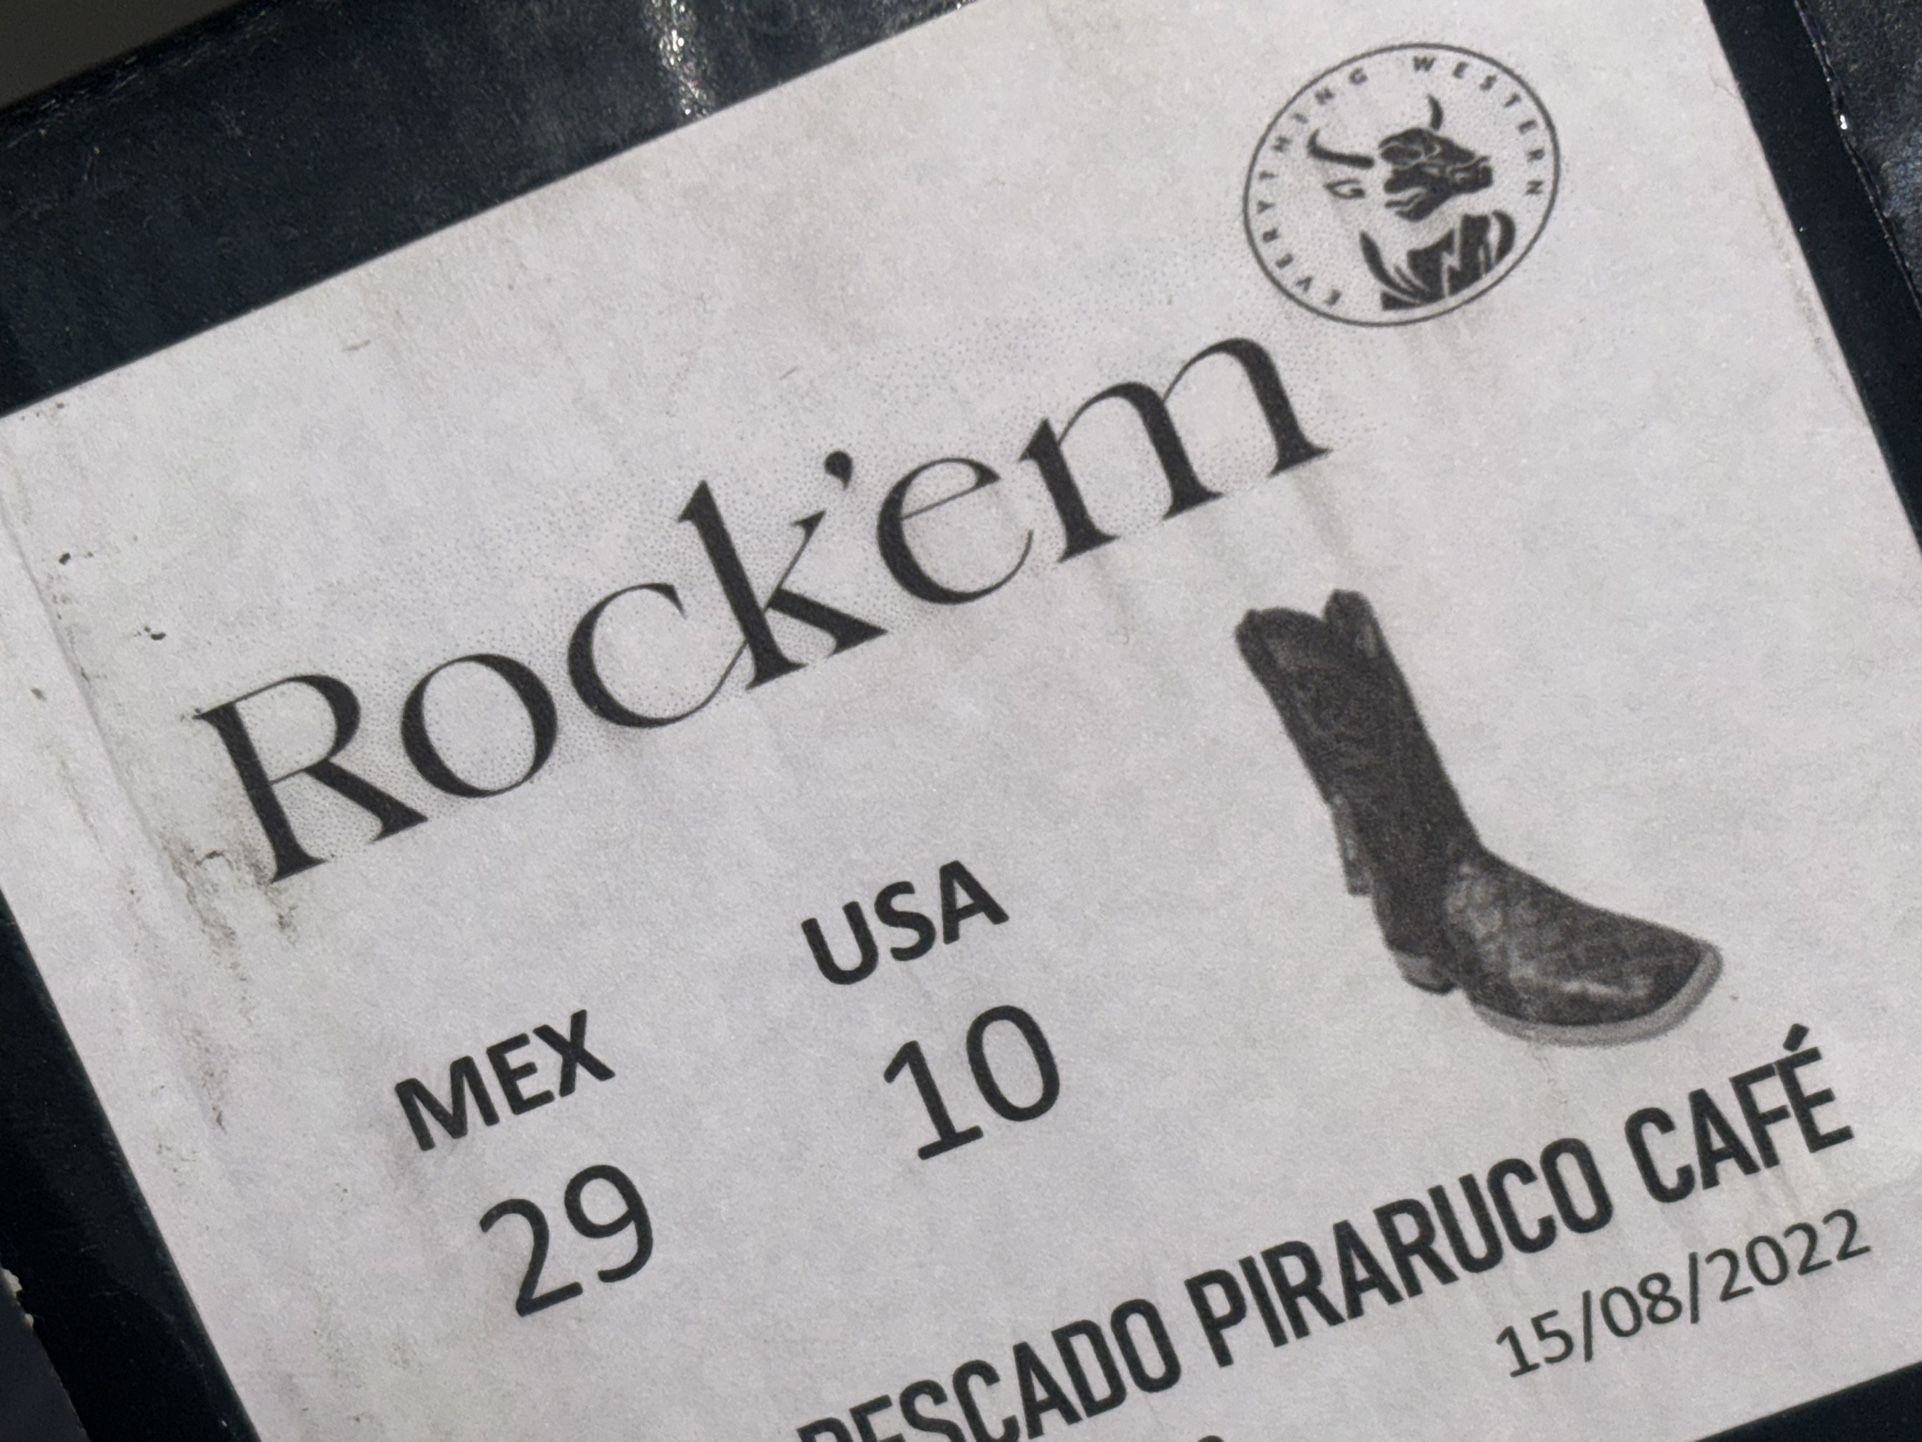 EVERYTHING WESTERN
Rock'em
MEX
USA
29
10
PESCADO PIRARUCO CAFÉ
15/08/2022